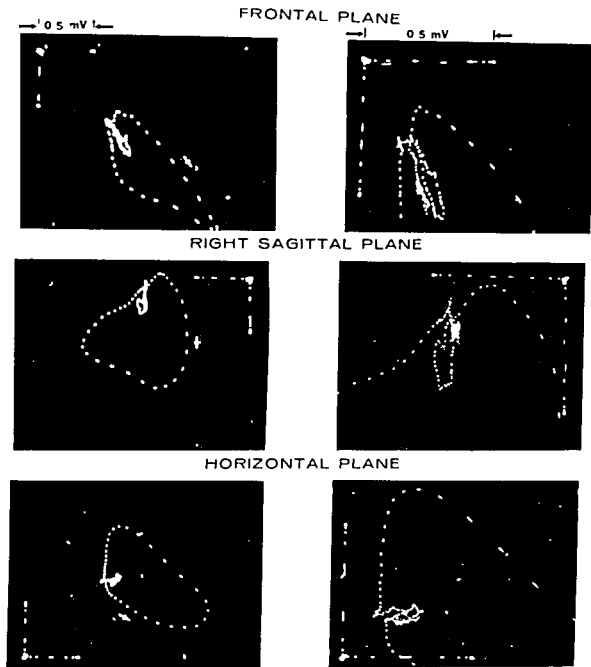 FRONTAL PLANE
0 5 mV
0 5 mV
RIGHT SAGITTAL PLANE
HORIZONTAL PLANE